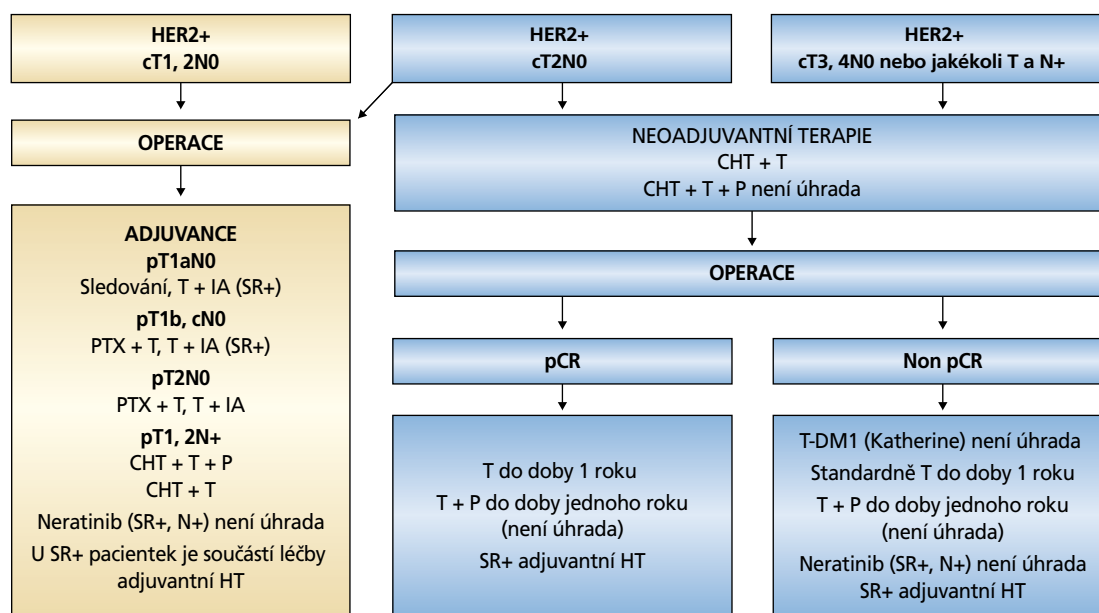 HER2+
cT1, 2N0
HER2+
cT2N0
HER2+
cT3, 4N0 nebo jakékoli T a N+
OPERACE
NEOADJUVANTNÍ TERAPIE
CHT + T
CHT + T + P není úhrada
ADJUVANCE
pT1aN0
Sledování, T + IA (SR+)
pT1b, cN0
PTX + T, T + IA (SR+)
pT2N0
PTX + T, T + IA
pT1, 2N+
CHT + T + P
CHT + T
Neratinib (SR+, N+) není úhrada
U SR+ pacientek je součástí léčby
adjuvantní HT
OPERACE
pCR
Non pCR
T do doby 1 roku
T + P do doby jednoho roku
(není úhrada)
SR+ adjuvantní HT
T-DM1 (Katherine) není úhrada
Standardně T do doby 1 roku
T + P do doby jednoho roku
(není úhrada)
Neratinib (SR+, N+) není úhrada
SR+ adjuvantní HT